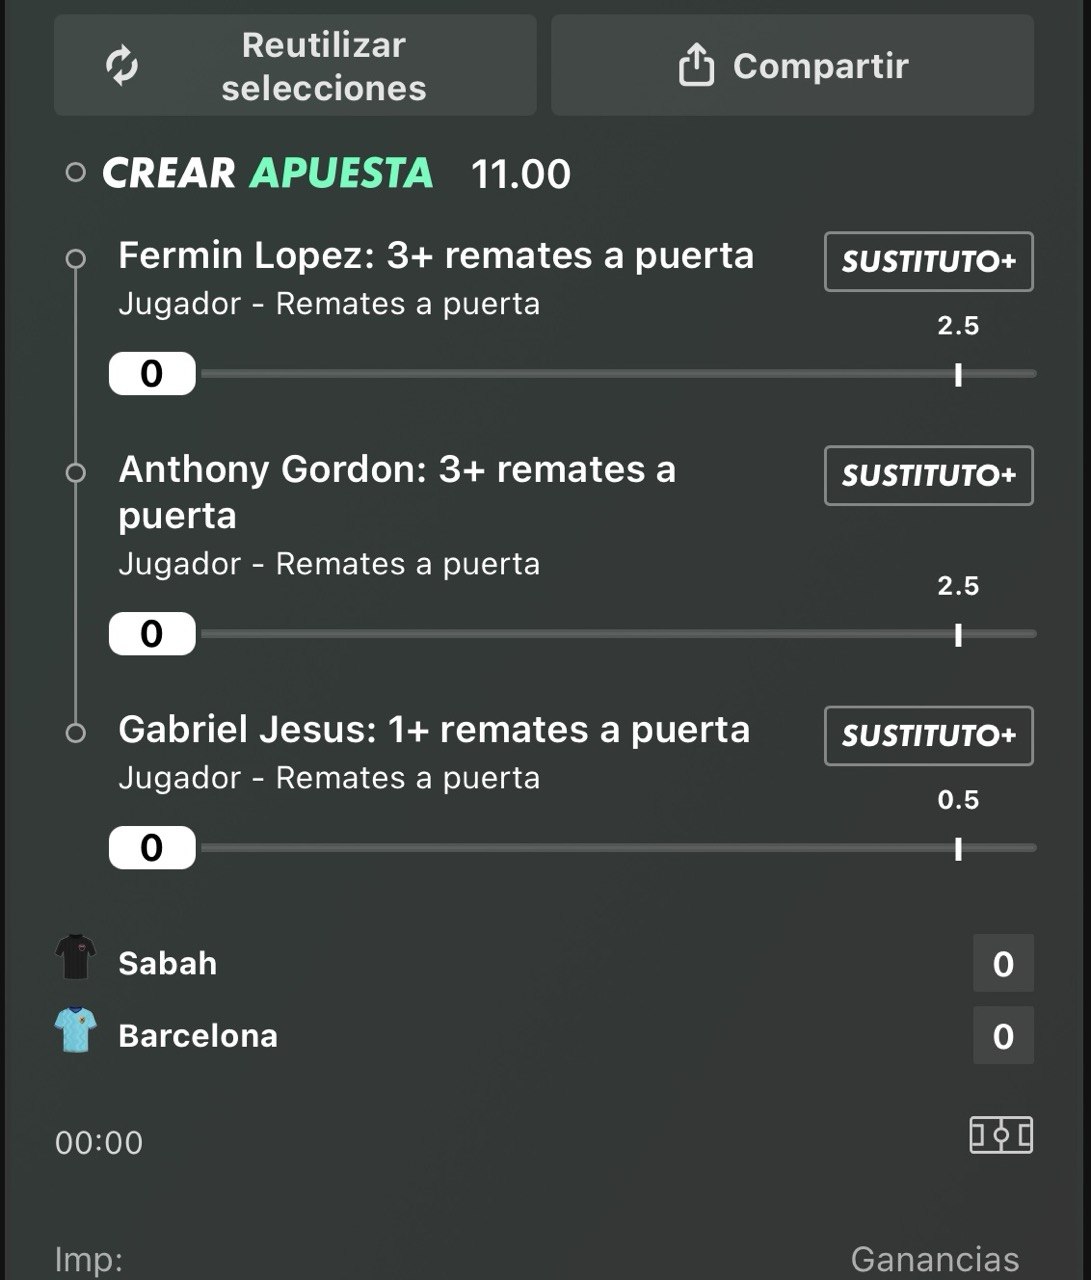 Reutilizar
selecciones
Compartir
CREAR APUESTA 11.00
Fermin Lopez: 3+ remates a puerta
SUSTITUTO+
Jugador - Remates a puerta
2.5
0
Anthony Gordon: 3+ remates a
puerta
SUSTITUTO+
Jugador - Remates a puerta
2.5
0
Gabriel Jesus: 1+ remates a puerta
SUSTITUTO+
Jugador - Remates a puerta
0.5
0
Sabah 0
Barcelona 0
00:00
Imp: Ganancias